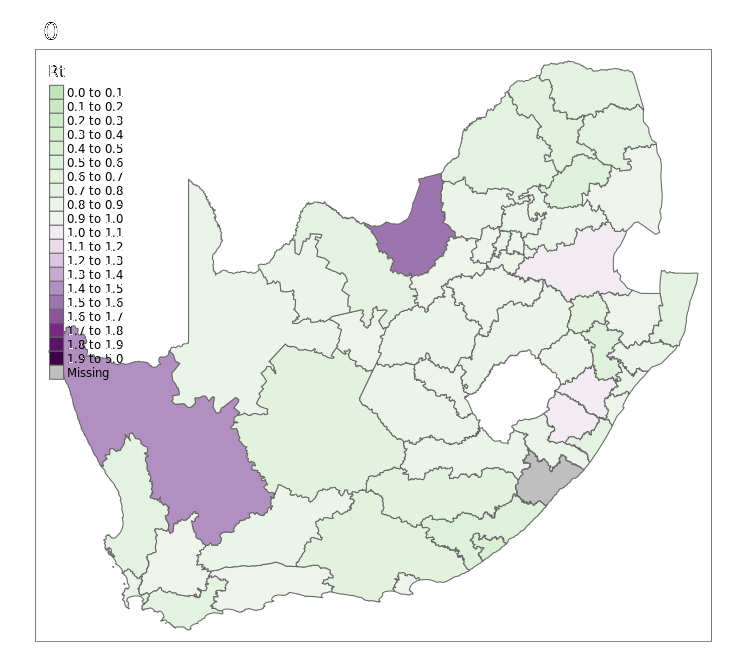 0
Rt
0.0 to 0.1
0.1 to 0.2
0.2 to 0.3
0.3 to 0.4
0.4 to 0.5
0.5 to 0.6
0.6 to 0.7
0.7 to 0.8
0.8 to 0.9
0.9 to 1.0
1.0 to 1.1
1.1 to 1.2
1.2 to 1.3
1.3 to 1.4
1.4 to 1.5
1.5 to 1.6
1.6 to 1.7
1.7 to 1.8
1.8 to 1.9
1.9 to 5.0
Missing